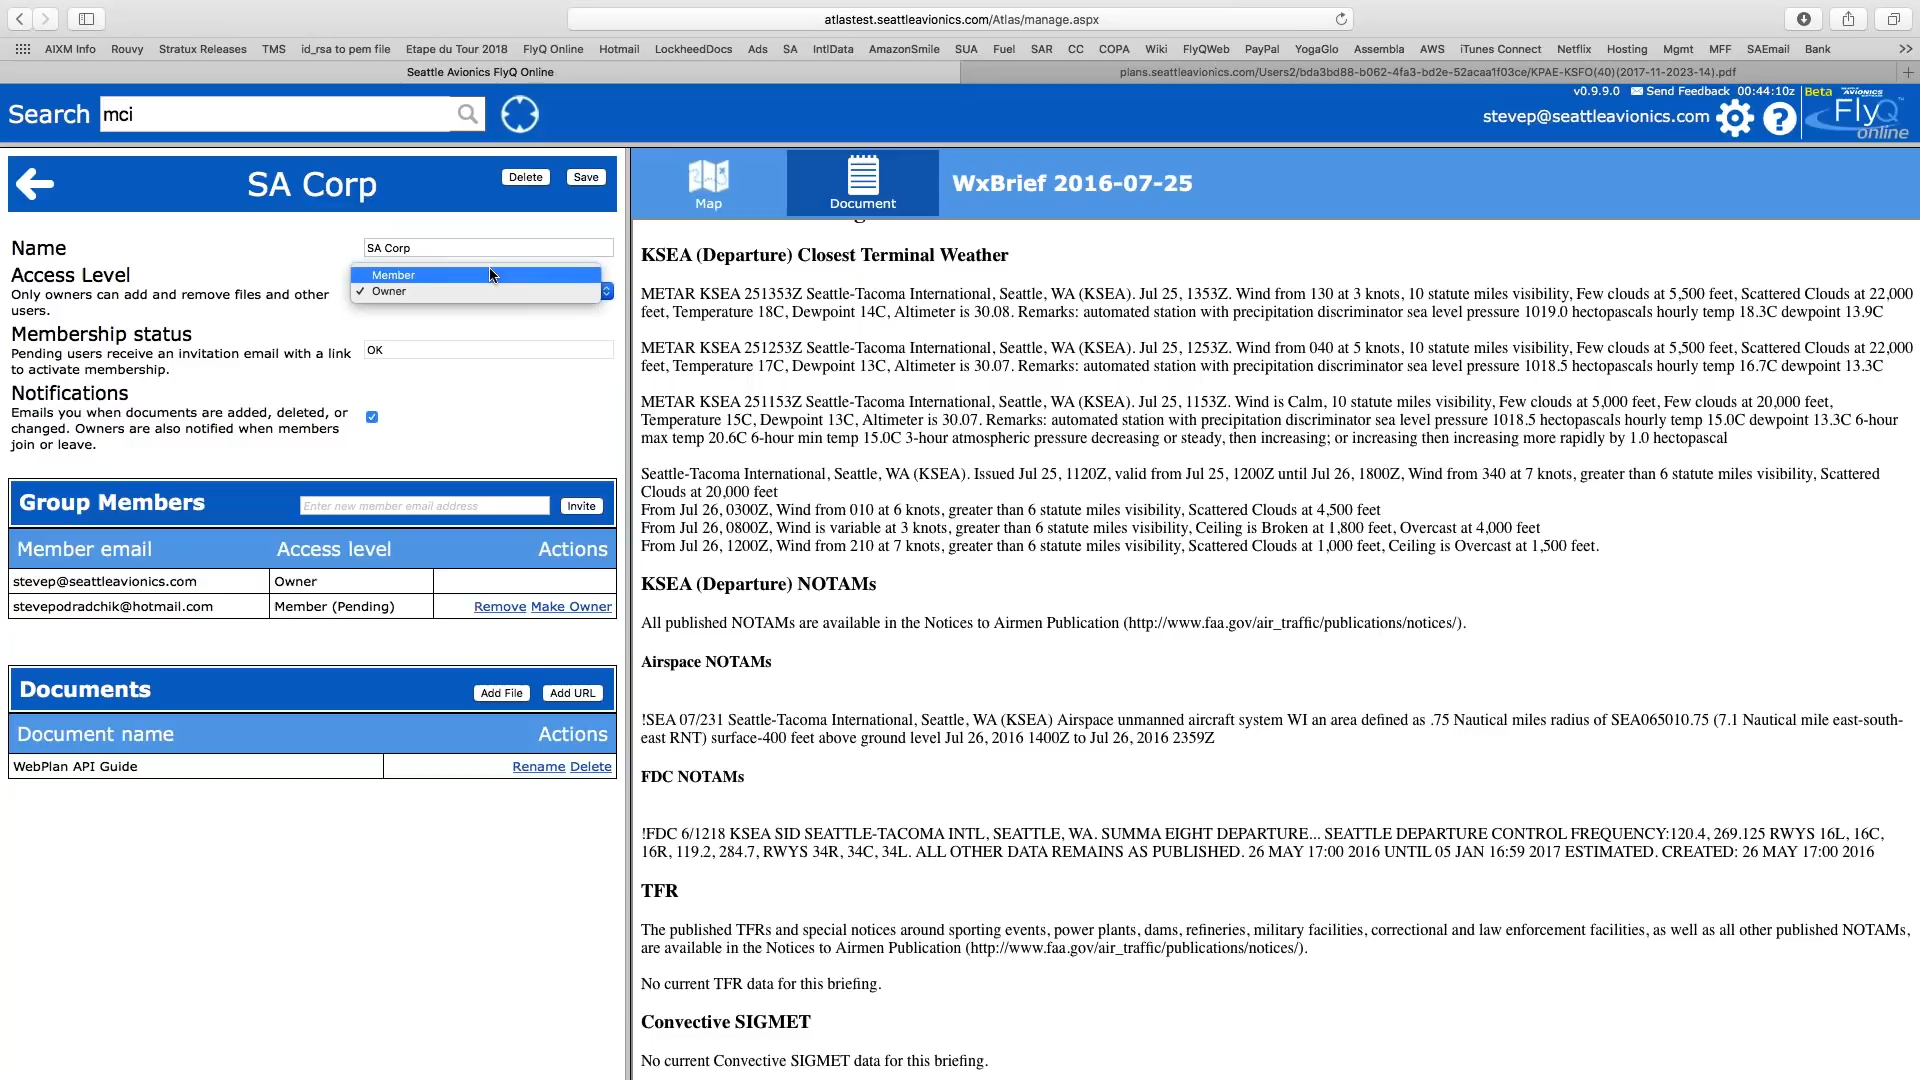 atlastest.seattleavionics.com/Atlas/manage.aspx
AIXM Info Rouvy Stratux Releases TMS id_rsa to pem file Etape du Tour 2018 FlyQ Online Hotmail LockheedDocs Ads SA IntlData AmazonSmile SUA Fuel SAR CC COPA Wiki FlyQWeb PayPal YogaGlo Assembla AWS iTunes Connect Netflix Hosting Mgmt MFF SAEmail Bank >>
Seattle Avionics FlyQ Online
plans.seattleavionics.com/Users2/bda3bd88-b062-4fa3-bd2e-52acaa1f03ce/KPAE-KSFO(40)(2017-11-2023-14).pdf
v0.9.9.0 Send Feedback 00:44:10z Beta
Search mci
stevep@seattleavionics.com
?
AVIONICS
FlyQ
online
SA Corp
Delete
Save
Name
SA Corp
Access Level
Only owners can add and remove files and other
users.
Member
✓ Owner
Membership status
Pending users receive an invitation email with a link
to activate membership.
OK
Notifications
Emails you when documents are added, deleted, or
changed. Owners are also notified when members
join or leave.
Group Members
Enter new member email address
Invite
Member email Access level Actions
stevep@seattleavionics.com Owner
stevepodradchik@hotmail.com Member (Pending) Remove Make Owner
Documents
Add File
Add URL
Document name Actions
WebPlan API Guide Rename Delete
Map
Document
WxBrief 2016-07-25
KSEA (Departure) Closest Terminal Weather
METAR KSEA 251353Z Seattle-Tacoma International, Seattle, WA (KSEA). Jul 25, 1353Z. Wind from 130 at 3 knots, 10 statute miles visibility, Few clouds at 5,500 feet, Scattered Clouds at 22,000
feet, Temperature 18C, Dewpoint 14C, Altimeter is 30.08. Remarks: automated station with precipitation discriminator sea level pressure 1019.0 hectopascals hourly temp 18.3C dewpoint 13.9C
METAR KSEA 251253Z Seattle-Tacoma International, Seattle, WA (KSEA). Jul 25, 1253Z. Wind from 040 at 5 knots, 10 statute miles visibility, Few clouds at 5,500 feet, Scattered Clouds at 22,000
feet, Temperature 17C, Dewpoint 13C, Altimeter is 30.07. Remarks: automated station with precipitation discriminator sea level pressure 1018.5 hectopascals hourly temp 16.7C dewpoint 13.3C
METAR KSEA 251153Z Seattle-Tacoma International, Seattle, WA (KSEA). Jul 25, 1153Z. Wind is Calm, 10 statute miles visibility, Few clouds at 5,000 feet, Few clouds at 20,000 feet,
Temperature 15C, Dewpoint 13C, Altimeter is 30.07. Remarks: automated station with precipitation discriminator sea level pressure 1018.5 hectopascals hourly temp 15.0C dewpoint 13.3C 6-hour
max temp 20.6C 6-hour min temp 15.0C 3-hour atmospheric pressure decreasing or steady, then increasing; or increasing then increasing more rapidly by 1.0 hectopascal
Seattle-Tacoma International, Seattle, WA (KSEA). Issued Jul 25, 1120Z, valid from Jul 25, 1200Z until Jul 26, 1800Z, Wind from 340 at 7 knots, greater than 6 statute miles visibility, Scattered
Clouds at 20,000 feet
From Jul 26, 0300Z, Wind from 010 at 6 knots, greater than 6 statute miles visibility, Scattered Clouds at 4,500 feet
From Jul 26, 0800Z, Wind is variable at 3 knots, greater than 6 statute miles visibility, Ceiling is Broken at 1,800 feet, Overcast at 4,000 feet
From Jul 26, 1200Z, Wind from 210 at 7 knots, greater than 6 statute miles visibility, Scattered Clouds at 1,000 feet, Ceiling is Overcast at 1,500 feet.
KSEA (Departure) NOTAMs
All published NOTAMs are available in the Notices to Airmen Publication (http://www.faa.gov/air_traffic/publications/notices/).
Airspace NOTAMs
!SEA 07/231 Seattle-Tacoma International, Seattle, WA (KSEA) Airspace unmanned aircraft system WI an area defined as .75 Nautical miles radius of SEA065010.75 (7.1 Nautical mile east-south-
east RNT) surface-400 feet above ground level Jul 26, 2016 1400Z to Jul 26, 2016 2359Z
FDC NOTAMs
!FDC 6/1218 KSEA SID SEATTLE-TACOMA INTL, SEATTLE, WA. SUMMA EIGHT DEPARTURE... SEATTLE DEPARTURE CONTROL FREQUENCY:120.4, 269.125 RWYS 16L, 16C,
16R, 119.2, 284.7, RWYS 34R, 34C, 34L. ALL OTHER DATA REMAINS AS PUBLISHED. 26 MAY 17:00 2016 UNTIL 05 JAN 16:59 2017 ESTIMATED. CREATED: 26 MAY 17:00 2016
TFR
The published TFRs and special notices around sporting events, power plants, dams, refineries, military facilities, correctional and law enforcement facilities, as well as all other published NOTAMs,
are available in the Notices to Airmen Publication (http://www.faa.gov/air_traffic/publications/notices/).
No current TFR data for this briefing.
Convective SIGMET
No current Convective SIGMET data for this briefing.